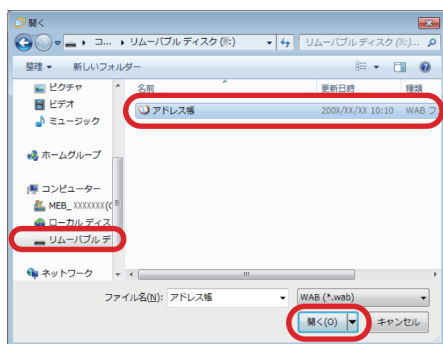 開く
コ... リムーバブル ディスク (F:) リムーバブル ディスク (F:)...
整理 新しいフォルダー
ピクチャ
ビデオ
ミュージック
ホームグループ
コンピューター
MEB_XXXXXXX(C
ローカル ディス
リムーバブル デ
ネットワーク
名前 更新日時 種類
アドレス帳 200X/XX/XX 10:10 WAB フ
ファイル名(N): アドレス帳 WAB (*.wab)
開く(O) キャンセル